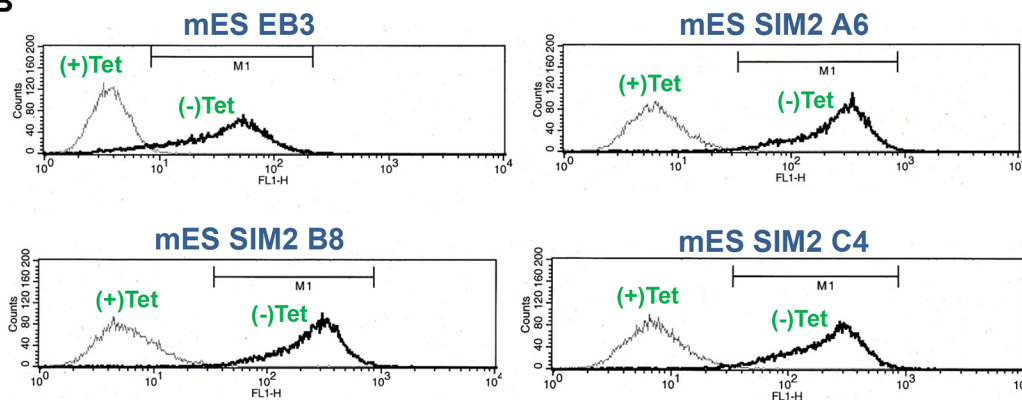 mES EB3
(+)Tet
(-)Tet
M1
Counts
0 40 80 120 160 200
10^0 10^1 10^2 10^3 10^4
FL1-H
mES SIM2 A6
(+)Tet
(-)Tet
M1
Counts
0 40 80 120 160 200
10^0 10^1 10^2 10^3
FL1-H
mES SIM2 B8
(+)Tet
(-)Tet
M1
Counts
0 40 80 120 160 200
10^0 10^1 10^2 10^3 10^4
FL1-H
mES SIM2 C4
(+)Tet
(-)Tet
M1
Counts
0 40 80 120 160 200
10^0 10^1 10^2 10^3
FL1-H